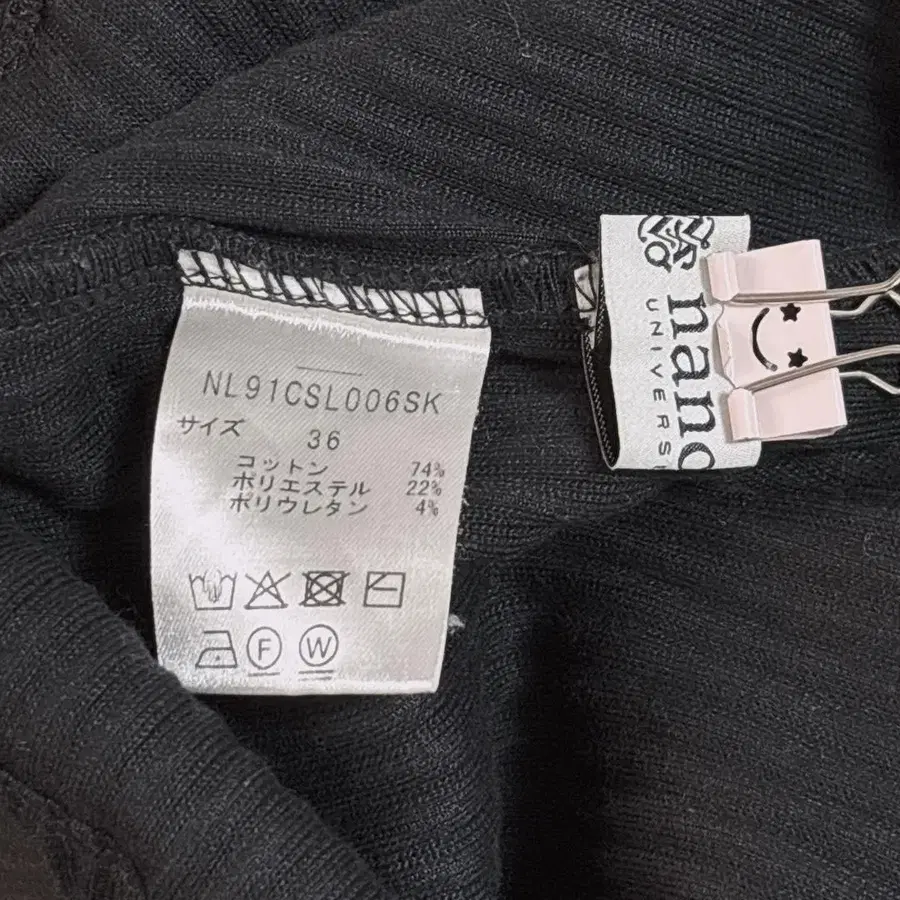 NL91CSL006SK
サイズ 36
コットン 74%
ポリエステル 22%
ポリウレタン 4%
F W
nano
UNIVERS